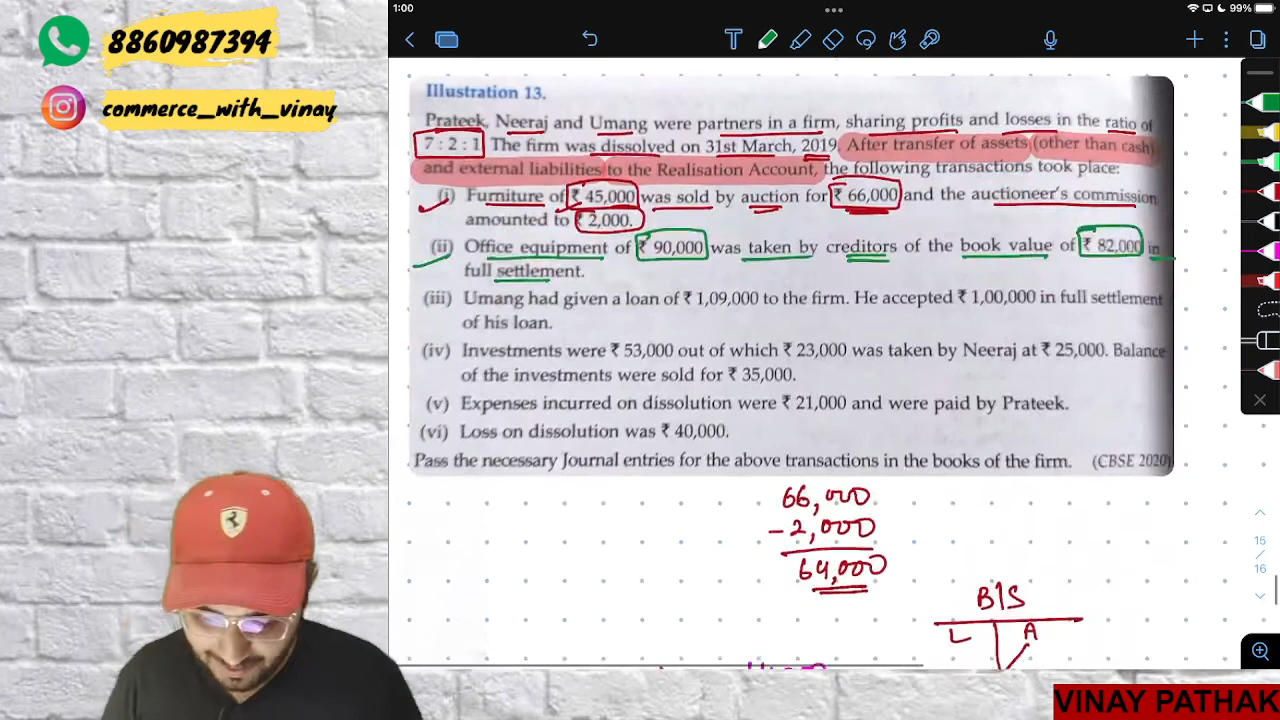 8860987394
commerce_with_vinay
1:00
99%
T
Illustration 13.
Prateek, Neeraj and Umang were partners in a firm, sharing profits and losses in the ratio of
7 : 2 : 1. The firm was dissolved on 31st March, 2019. After transfer of assets (other than cash)
and external liabilities to the Realisation Account, the following transactions took place:
(i) Furniture of ₹ 45,000 was sold by auction for ₹ 66,000 and the auctioneer's commission
amounted to ₹ 2,000.
(ii) Office equipment of ₹ 90,000 was taken by creditors of the book value of ₹ 82,000 in
full settlement.
(iii) Umang had given a loan of ₹ 1,09,000 to the firm. He accepted ₹ 1,00,000 in full settlement
of his loan.
(iv) Investments were ₹ 53,000 out of which ₹ 23,000 was taken by Neeraj at ₹ 25,000. Balance
of the investments were sold for ₹ 35,000.
(v) Expenses incurred on dissolution were ₹ 21,000 and were paid by Prateek.
(vi) Loss on dissolution was ₹ 40,000.
Pass the necessary Journal entries for the above transactions in the books of the firm. (CBSE 2020)
66,000
- 2,000
64,000
B/S
L A
15
/
16
VINAY PATHAK